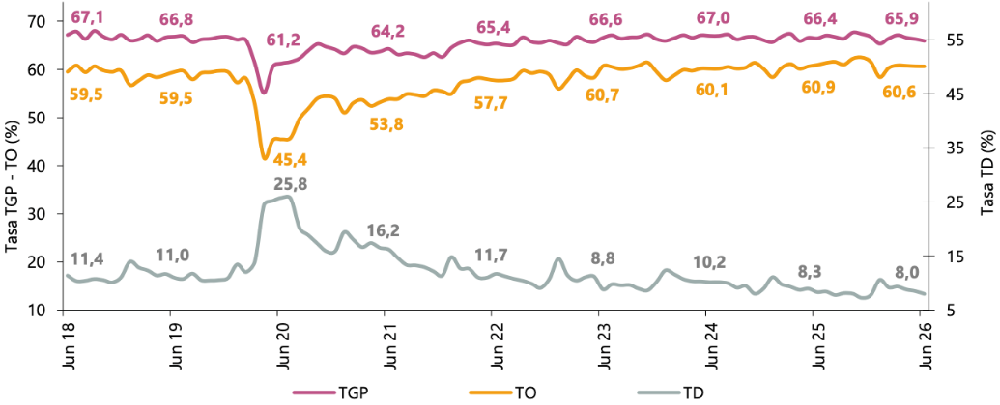 Tasa TGP - TO (%)
70
60
50
40
30
20
10
67,1
66,8
61,2
64,2
65,4
66,6
67,0
66,4
65,9
59,5
59,5
45,4
53,8
57,7
60,7
60,1
60,9
60,6
11,4
11,0
25,8
16,2
11,7
8,8
10,2
8,3
8,0
55
45
35
25
15
5
Tasa TD (%)
Jun 18
Jun 19
Jun 20
Jun 21
Jun 22
Jun 23
Jun 24
Jun 25
Jun 26
TGP
TO
TD